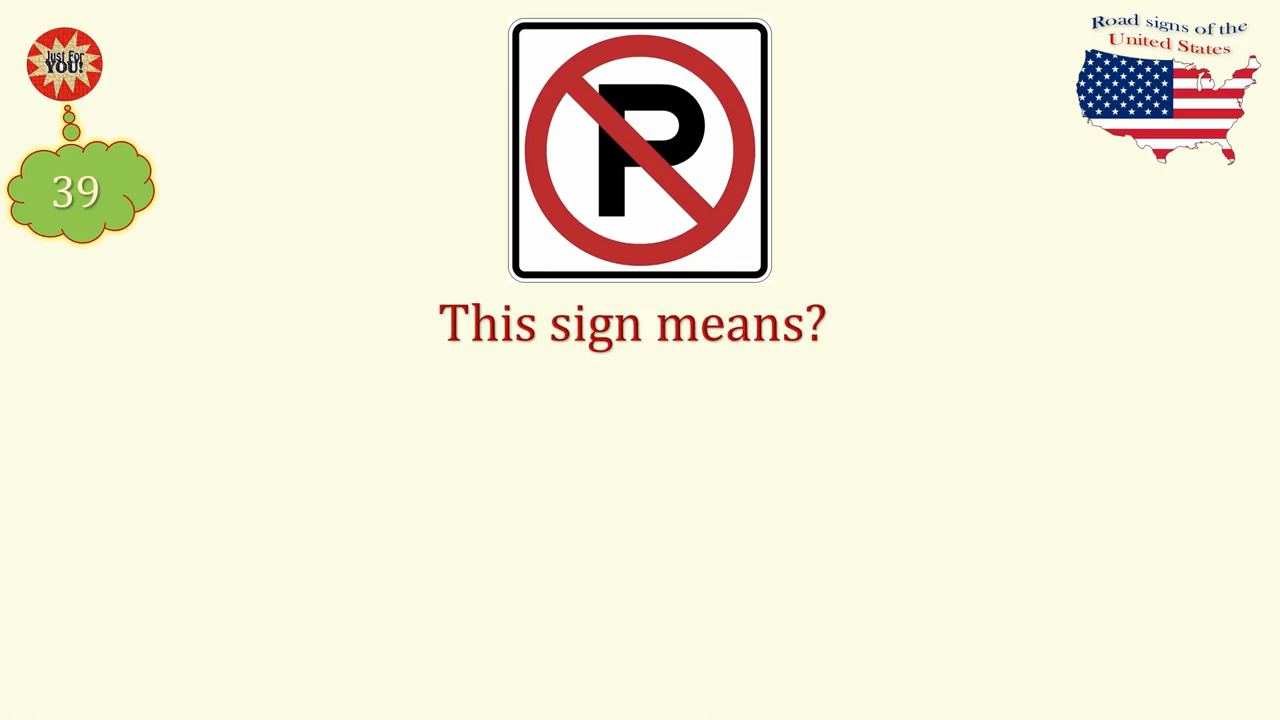 Just For
YOU!
39
P
Road signs of the
United States
This sign means?